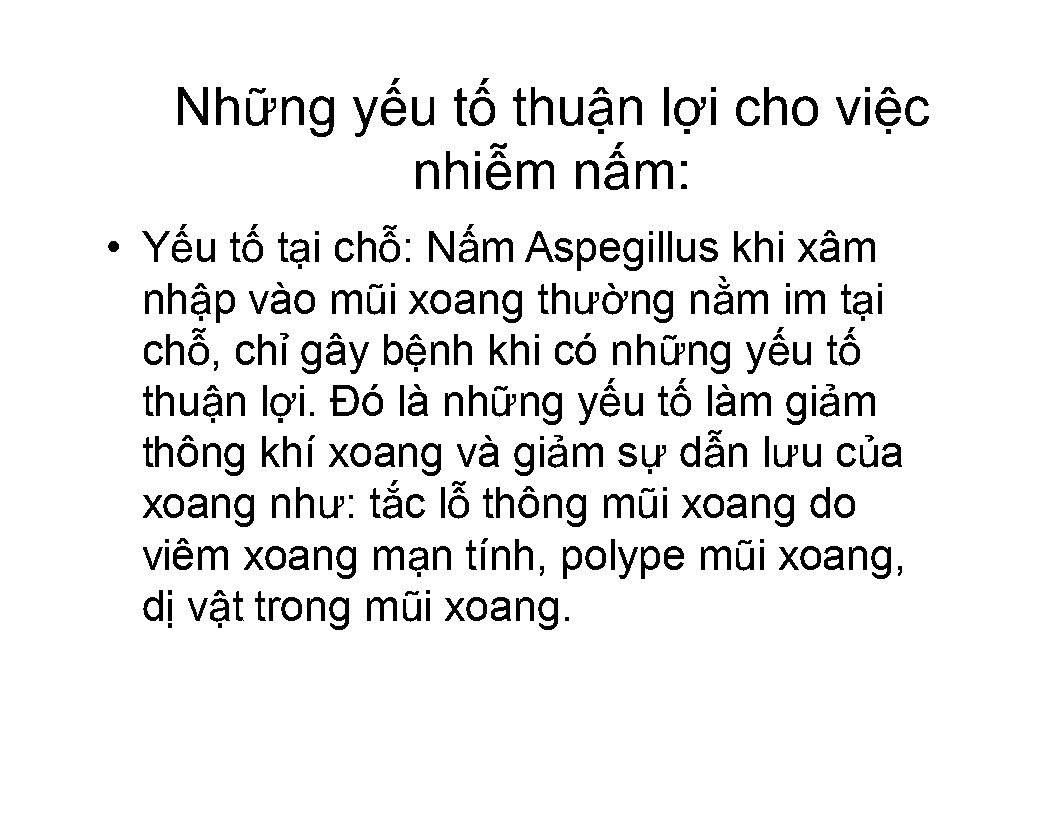 Những yếu tố thuận lợi cho việc
nhiễm nấm:
• Yếu tố tại chỗ: Nấm Aspegillus khi xâm
nhập vào mũi xoang thường nằm im tại
chỗ, chỉ gây bệnh khi có những yếu tố
thuận lợi. Đó là những yếu tố làm giảm
thông khí xoang và giảm sự dẫn lưu của
xoang như: tắc lỗ thông mũi xoang do
viêm xoang mạn tính, polype mũi xoang,
dị vật trong mũi xoang.